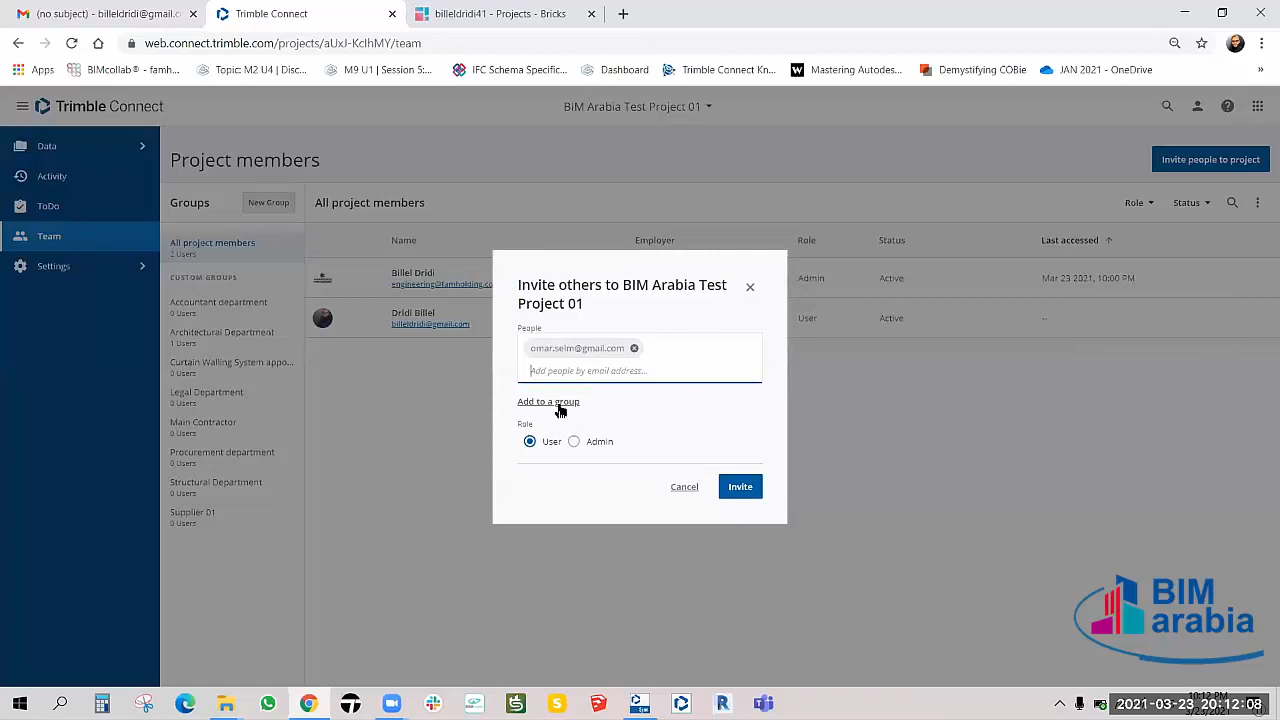 (no subject) - billeldridi@gmail.c
Trimble Connect
billeldridi41 - Projects - Bricks
web.connect.trimble.com/projects/aUxJ-KcIhMY/team
Apps
BIMcollab® - famh...
Topic: M2 U4 | Disc...
M9 U1 | Session 5:...
IFC Schema Specific...
Dashboard
Trimble Connect Kn...
Mastering Autodes...
Demystifying COBie
JAN 2021 - OneDrive
»
Trimble Connect
BIM Arabia Test Project 01
Data
Activity
ToDo
Team
Settings
Project members
Invite people to project
Groups
New Group
All project members
Role
Status
All project members
2 Users
CUSTOM GROUPS
Accountant department
0 Users
Architectural Department
1 Users
Curtain Walling System appo...
0 Users
Legal Department
0 Users
Main Contractor
0 Users
Procurement department
0 Users
Structural Department
0 Users
Supplier 01
0 Users
Name
Employer
Role
Status
Last accessed
Billel Dridi
engineering@famholding.co
Admin
Active
Mar 23 2021, 10:00 PM
Dridi Billel
billeldridi@gmail.com
User
Active
--
Invite others to BIM Arabia Test
Project 01
People
omar.selm@gmail.com
Add people by email address...
Add to a group
Role
User
Admin
Cancel
Invite
BIM
arabia
10:12 PM
2021-03-23 20:12:08